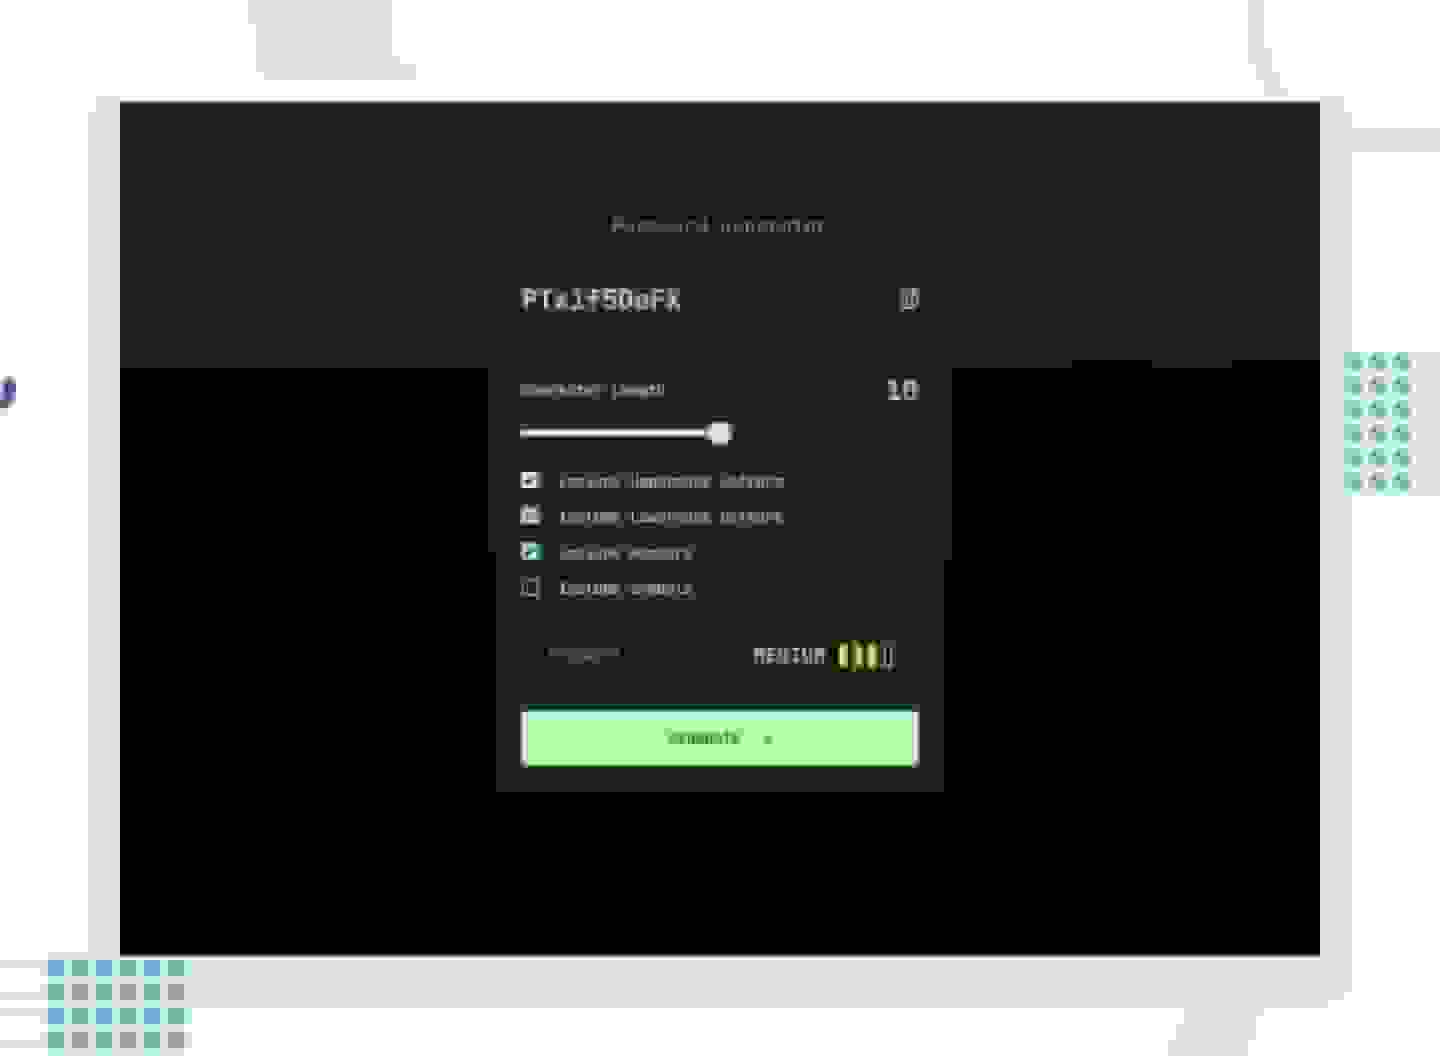 Password Generator
PTx1f5DoFX
Character Length
10
Include Uppercase Letters
Include Lowercase Letters
Include Numbers
Include Symbols
STRENGTH
MEDIUM
GENERATE